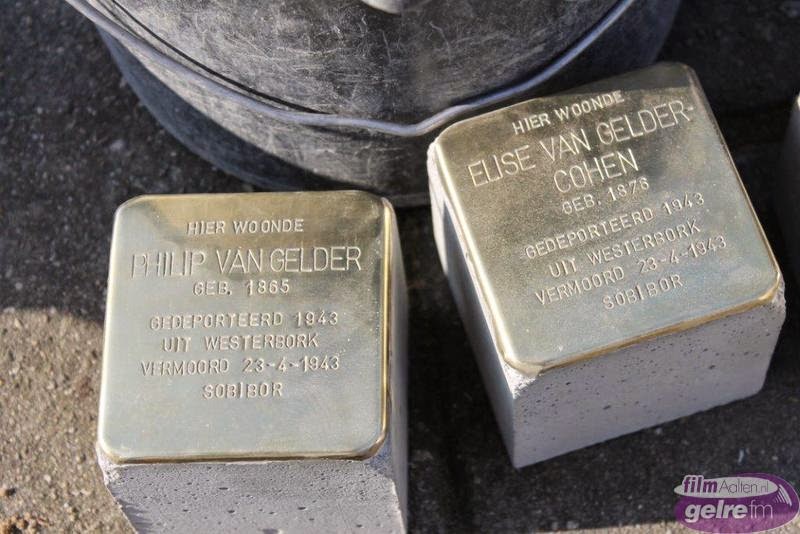 HIER WOONDE
PHILIP VAN GELDER
GEB. 1865
GEDEPORTEERD 1943
UIT WESTERBORK
VERMOORD 23-4-1943
SOBIBOR
HIER WOONDE
ELISE VAN GELDER-
COHEN
GEB. 1876
GEDEPORTEERD 1943
UIT WESTERBORK
VERMOORD 23-4-1943
SOBIBOR
filmAalten.nl
gelre fm